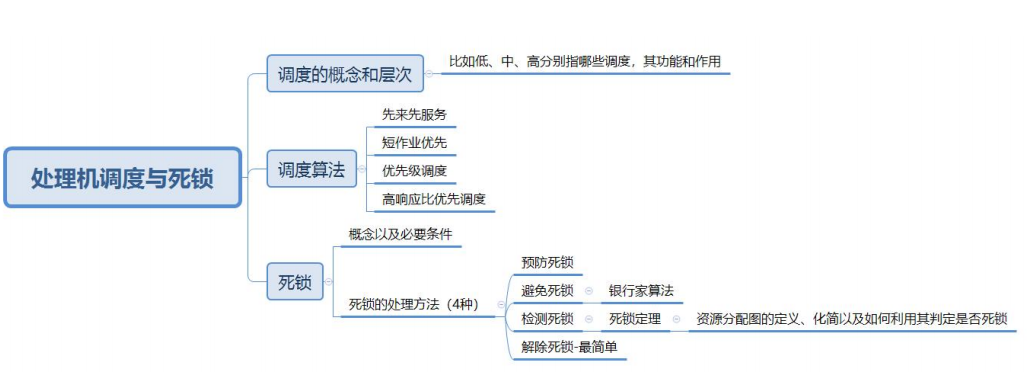 处理机调度与死锁
调度的概念和层次
比如低、中、高分别指哪些调度，其功能和作用
调度算法
先来先服务
短作业优先
优先级调度
高响应比优先调度
死锁
概念以及必要条件
死锁的处理方法（4种）
预防死锁
避免死锁
银行家算法
检测死锁
死锁定理
资源分配图的定义、化简以及如何利用其判定是否死锁
解除死锁-最简单